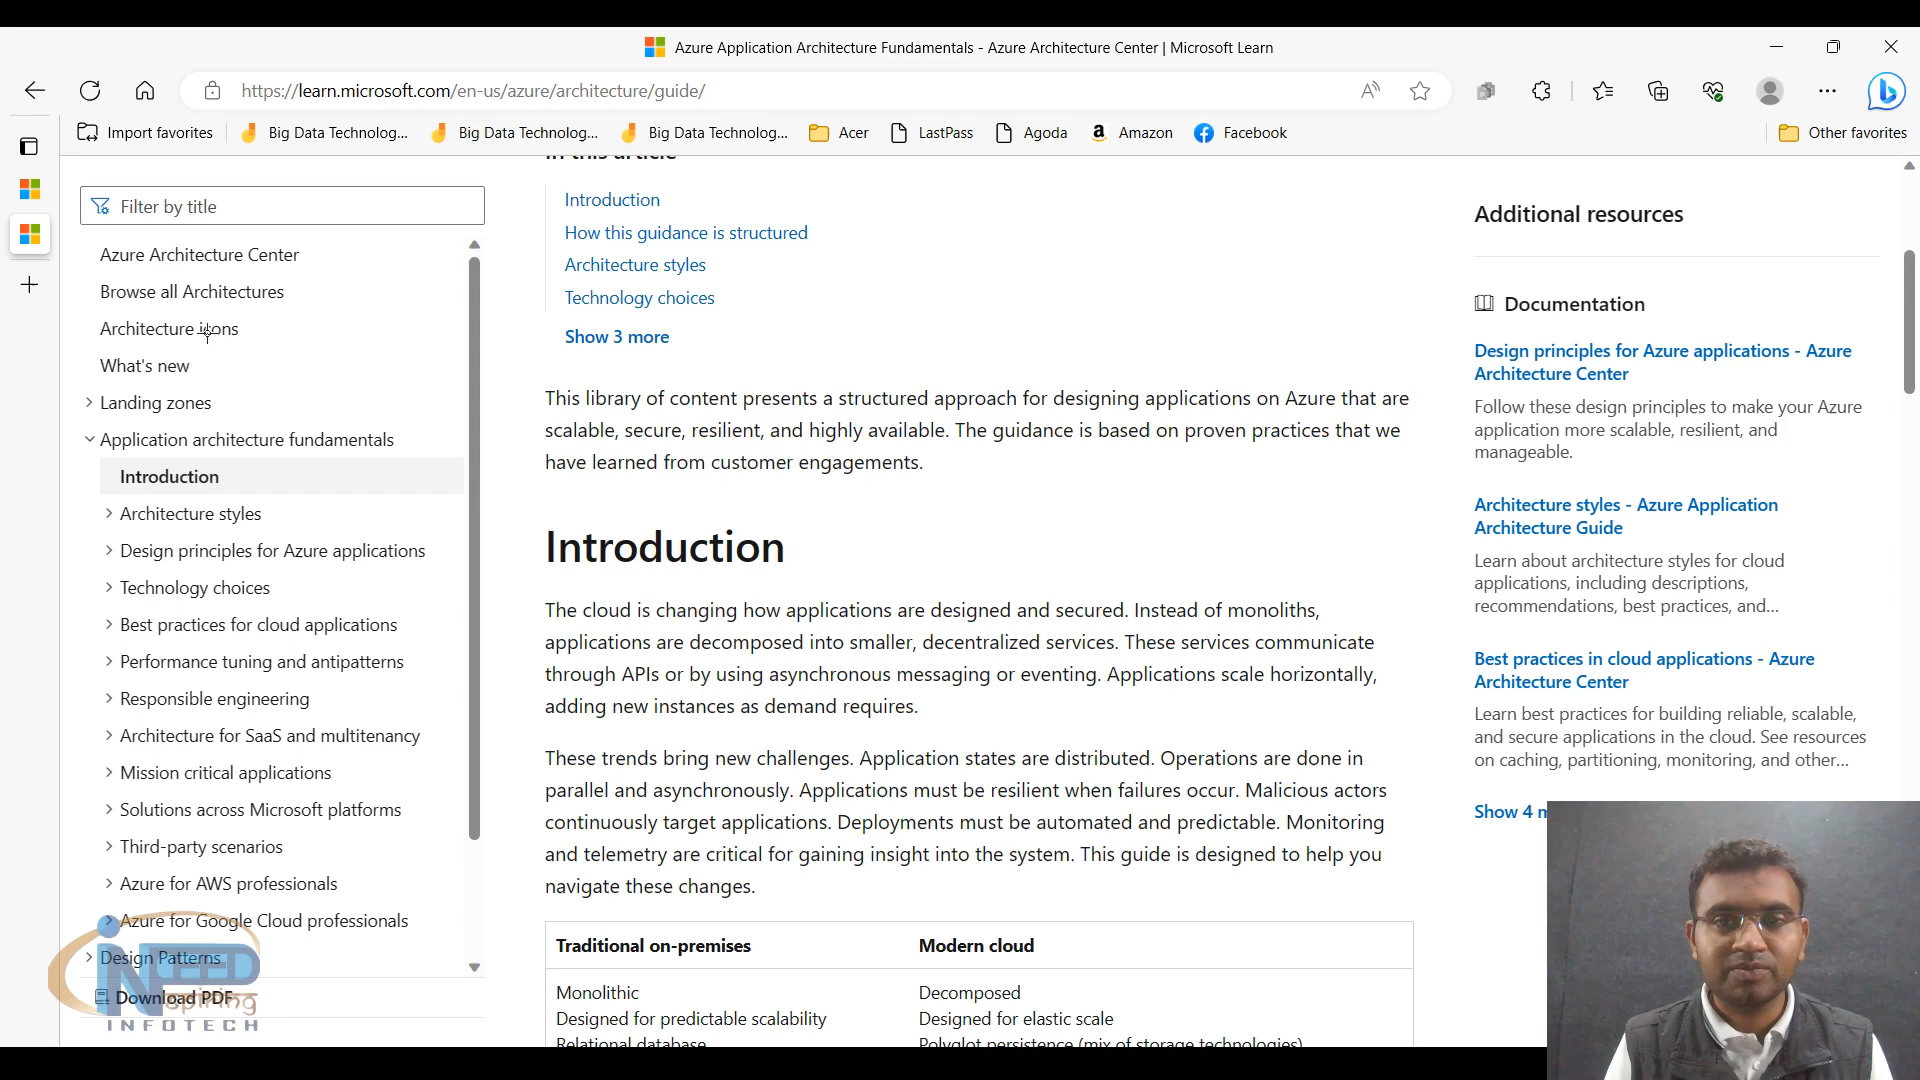 Azure Application Architecture Fundamentals - Azure Architecture Center | Microsoft Learn
https://learn.microsoft.com/en-us/azure/architecture/guide/
Import favorites
Big Data Technolog...
Big Data Technolog...
Big Data Technolog...
Acer
LastPass
Agoda
Amazon
Facebook
Other favorites
Filter by title
Azure Architecture Center
Browse all Architectures
Architecture icons
What's new
Landing zones
Application architecture fundamentals
Introduction
Architecture styles
Design principles for Azure applications
Technology choices
Best practices for cloud applications
Performance tuning and antipatterns
Responsible engineering
Architecture for SaaS and multitenancy
Mission critical applications
Solutions across Microsoft platforms
Third-party scenarios
Azure for AWS professionals
Azure for Google Cloud professionals
Design Patterns
Download PDF
iNEED
nspiring
INFOTECH
In this article
Introduction
How this guidance is structured
Architecture styles
Technology choices
Show 3 more
This library of content presents a structured approach for designing applications on Azure that are
scalable, secure, resilient, and highly available. The guidance is based on proven practices that we
have learned from customer engagements.
Introduction
The cloud is changing how applications are designed and secured. Instead of monoliths,
applications are decomposed into smaller, decentralized services. These services communicate
through APIs or by using asynchronous messaging or eventing. Applications scale horizontally,
adding new instances as demand requires.
These trends bring new challenges. Application states are distributed. Operations are done in
parallel and asynchronously. Applications must be resilient when failures occur. Malicious actors
continuously target applications. Deployments must be automated and predictable. Monitoring
and telemetry are critical for gaining insight into the system. This guide is designed to help you
navigate these changes.
Traditional on-premises Modern cloud
Monolithic Decomposed
Designed for predictable scalability Designed for elastic scale
Relational database Polyglot persistence (mix of storage technologies)
Additional resources
Documentation
Design principles for Azure applications - Azure
Architecture Center
Follow these design principles to make your Azure
application more scalable, resilient, and
manageable.
Architecture styles - Azure Application
Architecture Guide
Learn about architecture styles for cloud
applications, including descriptions,
recommendations, best practices, and...
Best practices in cloud applications - Azure
Architecture Center
Learn best practices for building reliable, scalable,
and secure applications in the cloud. See resources
on caching, partitioning, monitoring, and other...
Show 4